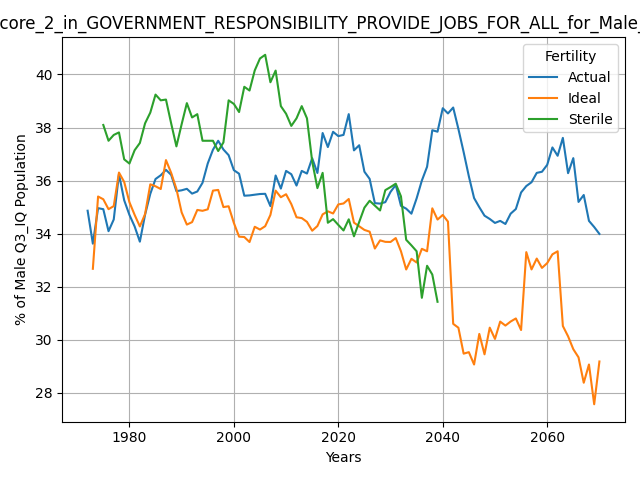 core_2_in_GOVERNMENT_RESPONSIBILITY_PROVIDE_JOBS_FOR_ALL_for_Male_
Fertility
Actual
Ideal
Sterile
% of Male Q3_IQ Population
40
38
36
34
32
30
28
1980
2000
2020
2040
2060
Years